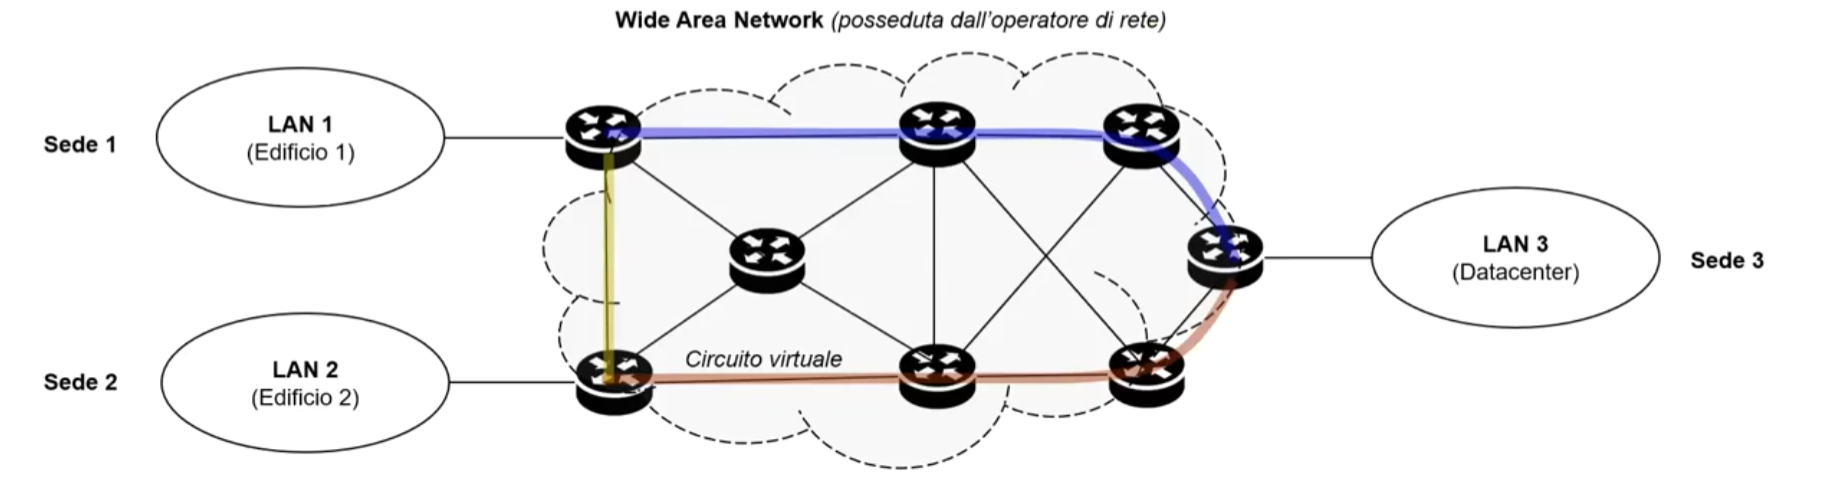 Wide Area Network (posseduta dall'operatore di rete)
Sede 1
LAN 1
(Edificio 1)
LAN 3
(Datacenter)
Sede 3
Circuito virtuale
Sede 2
LAN 2
(Edificio 2)